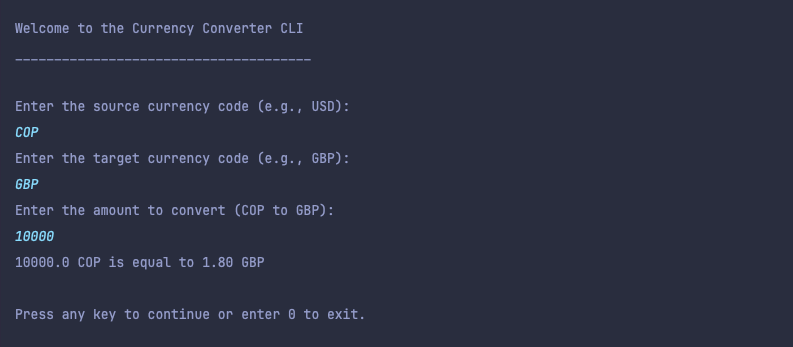 Welcome to the Currency Converter CLI
______________________________________
Enter the source currency code (e.g., USD):
COP
Enter the target currency code (e.g., GBP):
GBP
Enter the amount to convert (COP to GBP):
10000
10000.0 COP is equal to 1.80 GBP
Press any key to continue or enter 0 to exit.